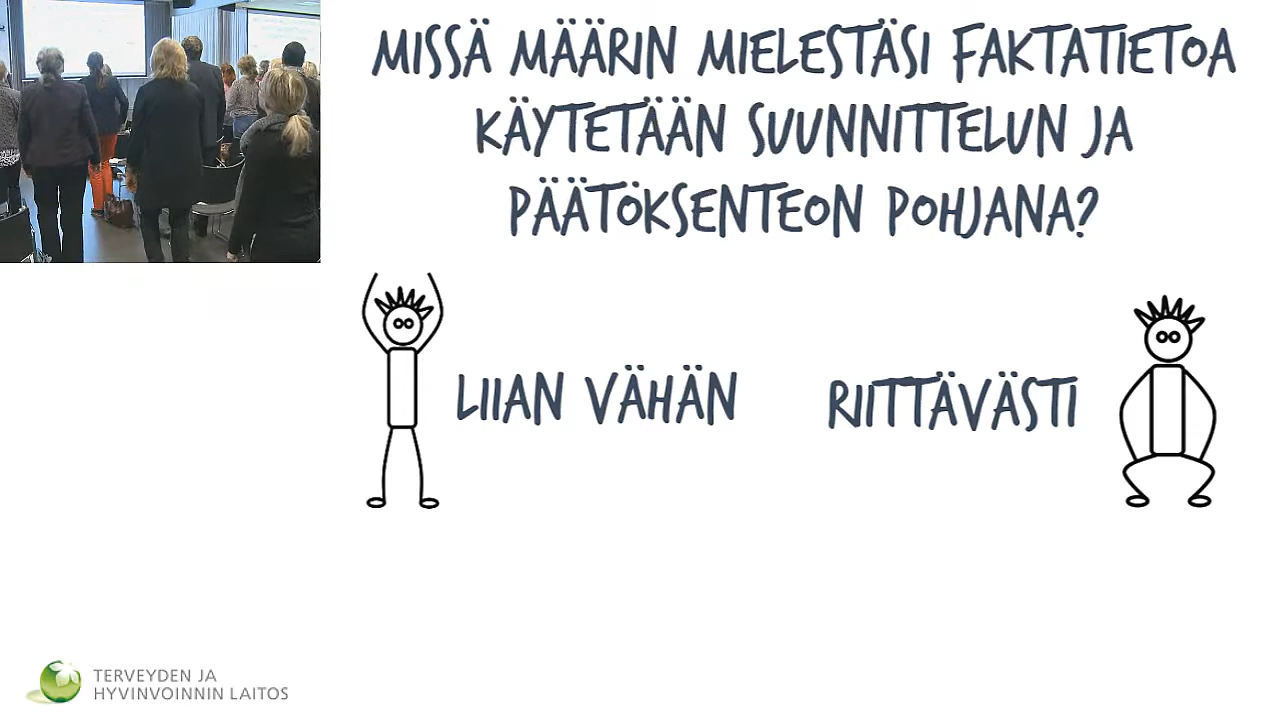 MISSÄ MÄÄRIN MIELESTÄSI FAKTATIETOA
KÄYTETÄÄN SUUNNITTELUN JA
PÄÄTÖKSENTEON POHJANA?
LIIAN VÄHÄN
RIITTÄVÄSTI
TERVEYDEN JA
HYVINVOINNIN LAITOS